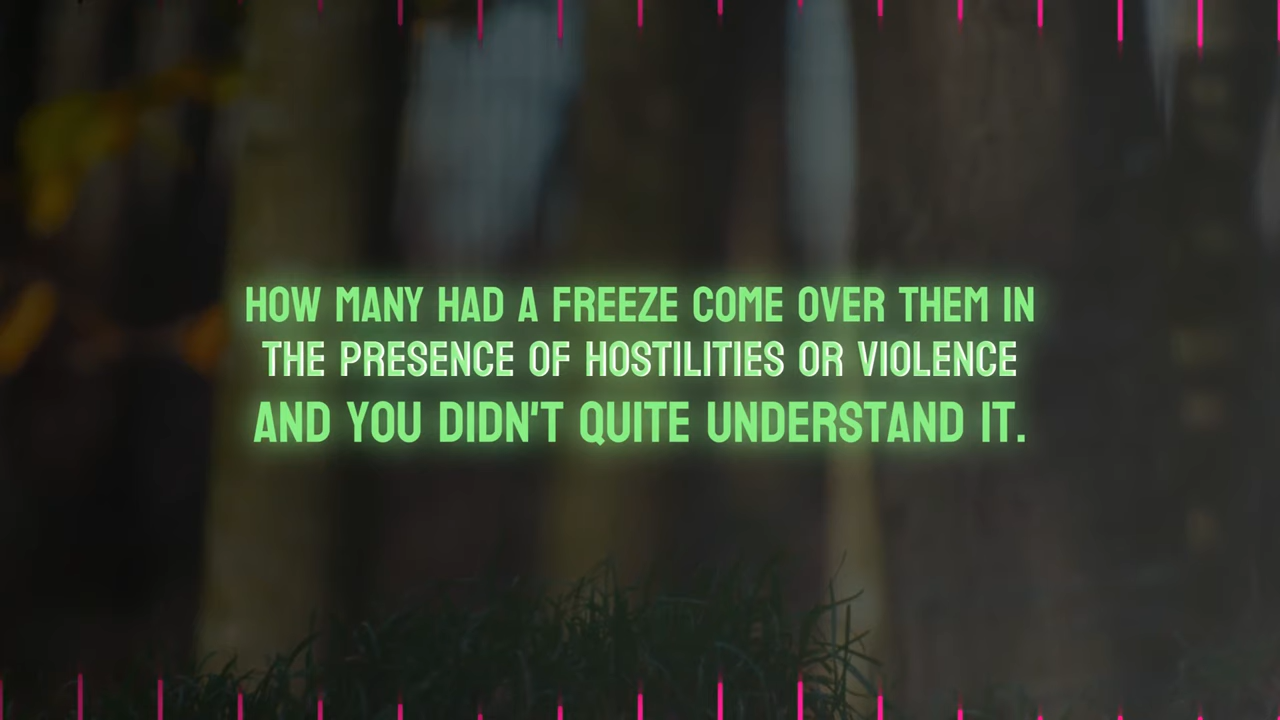 HOW MANY HAD A FREEZE COME OVER THEM IN
THE PRESENCE OF HOSTILITIES OR VIOLENCE
AND YOU DIDN'T QUITE UNDERSTAND IT.